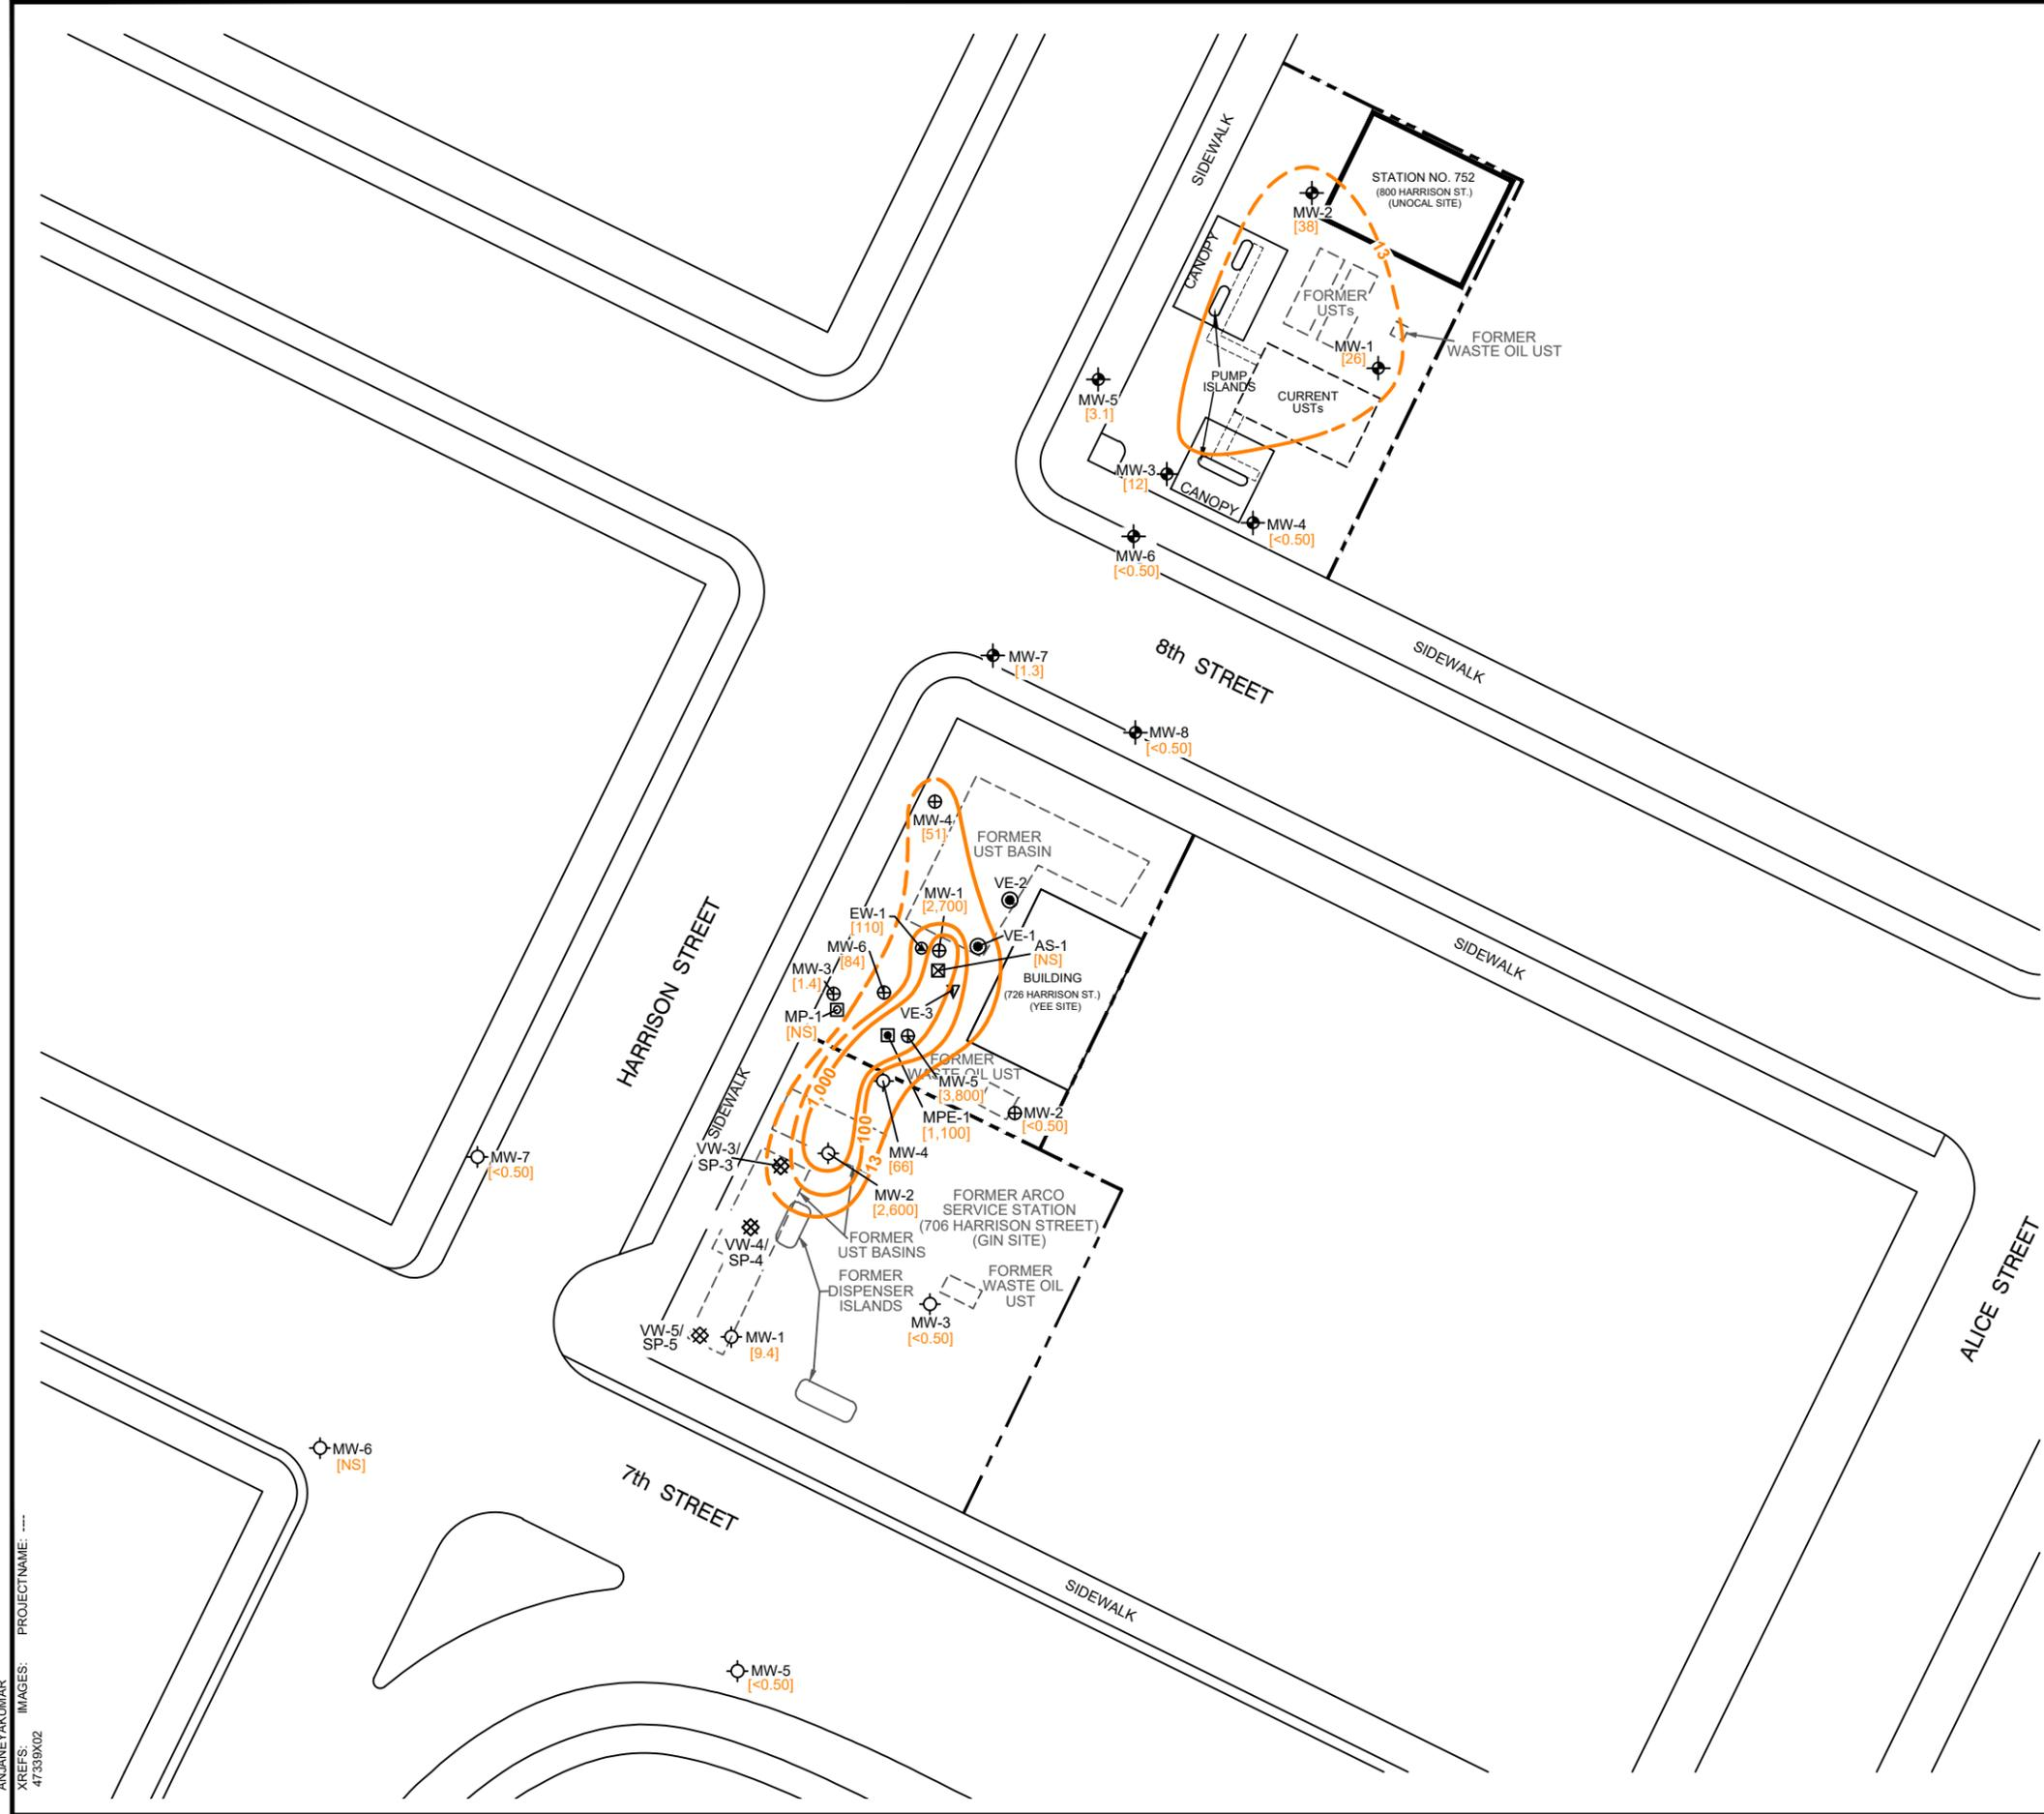 SIDEWALK
STATION NO. 752
(800 HARRISON ST.)
(UNOCAL SITE)
MW-2
[38]
13
CANOPY
FORMER
USTs
FORMER
WASTE OIL UST
MW-1
[26]
PUMP
ISLANDS
CURRENT
USTs
MW-5
[3.1]
MW-3
[12]
CANOPY
MW-4
[<0.50]
MW-6
[<0.50]
8th STREET
SIDEWALK
MW-7
[1.3]
MW-8
[<0.50]
MW-4
[51]
FORMER
UST BASIN
VE-2
MW-1
[2,700]
EW-1
[110]
VE-1
AS-1
[NS]
MW-6
[84]
MW-3
[1.4]
BUILDING
(726 HARRISON ST.)
(YEE SITE)
VE-3
MP-1
[NS]
SIDEWALK
HARRISON STREET
FORMER
WASTE OIL UST
MW-5
[3,800]
1,000
MW-2
[<0.50]
MPE-1
[1,100]
100
SIDEWALK
MW-4
[66]
13
VW-3/
SP-3
MW-7
[<0.50]
MW-2
[2,600]
FORMER ARCO
SERVICE STATION
(706 HARRISON STREET)
(GIN SITE)
FORMER
UST BASINS
VW-4/
SP-4
FORMER
DISPENSER
ISLANDS
FORMER
WASTE OIL
UST
MW-3
[<0.50]
VW-5/
SP-5
MW-1
[9.4]
ALICE STREET
MW-6
[NS]
7th STREET
SIDEWALK
MW-5
[<0.50]
ANJANEYAKUMAR
XREFS: IMAGES: PROJECTNAME: ----
47339X02